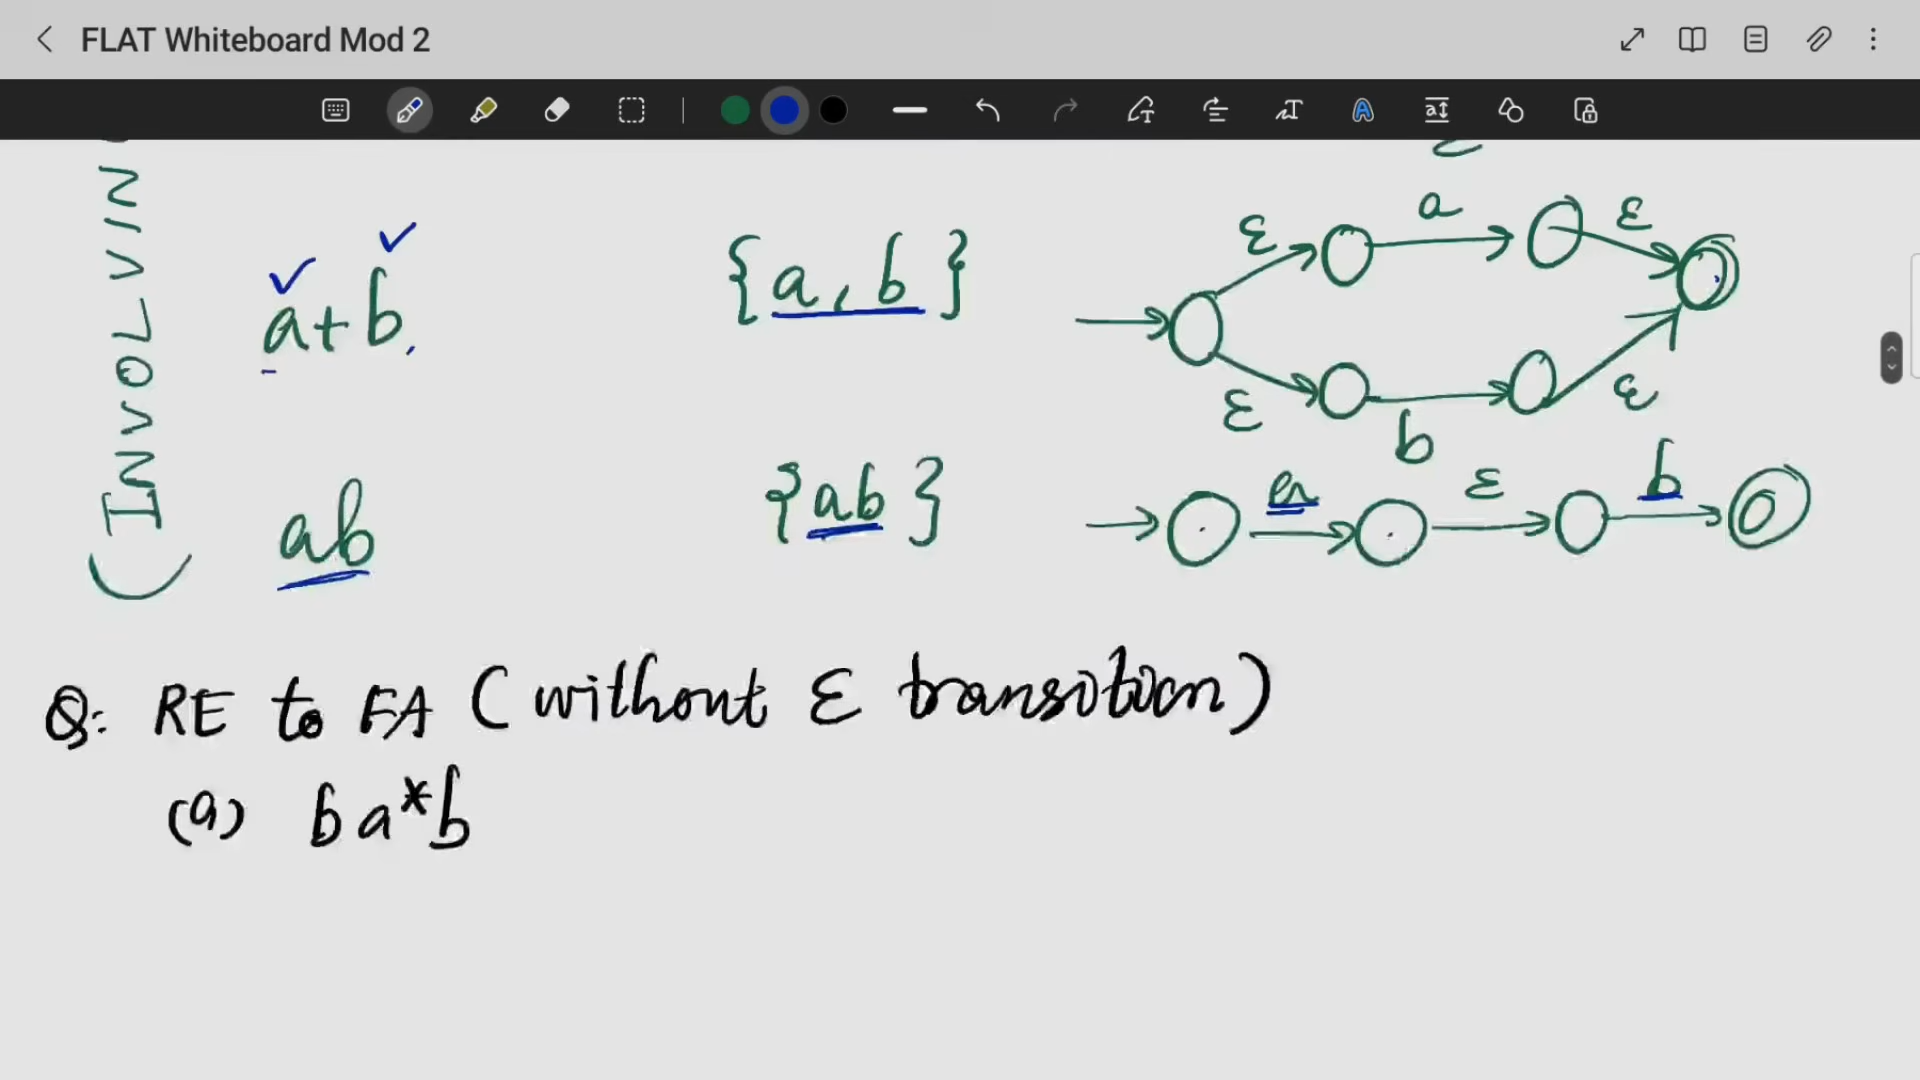 FLAT Whiteboard Mod 2
(INVOLVIN
ε a ε
a+b, {a, b}
ε b ε
ab {ab} a ε b
Q: RE to FA (without ε transition)
(a) ba*b